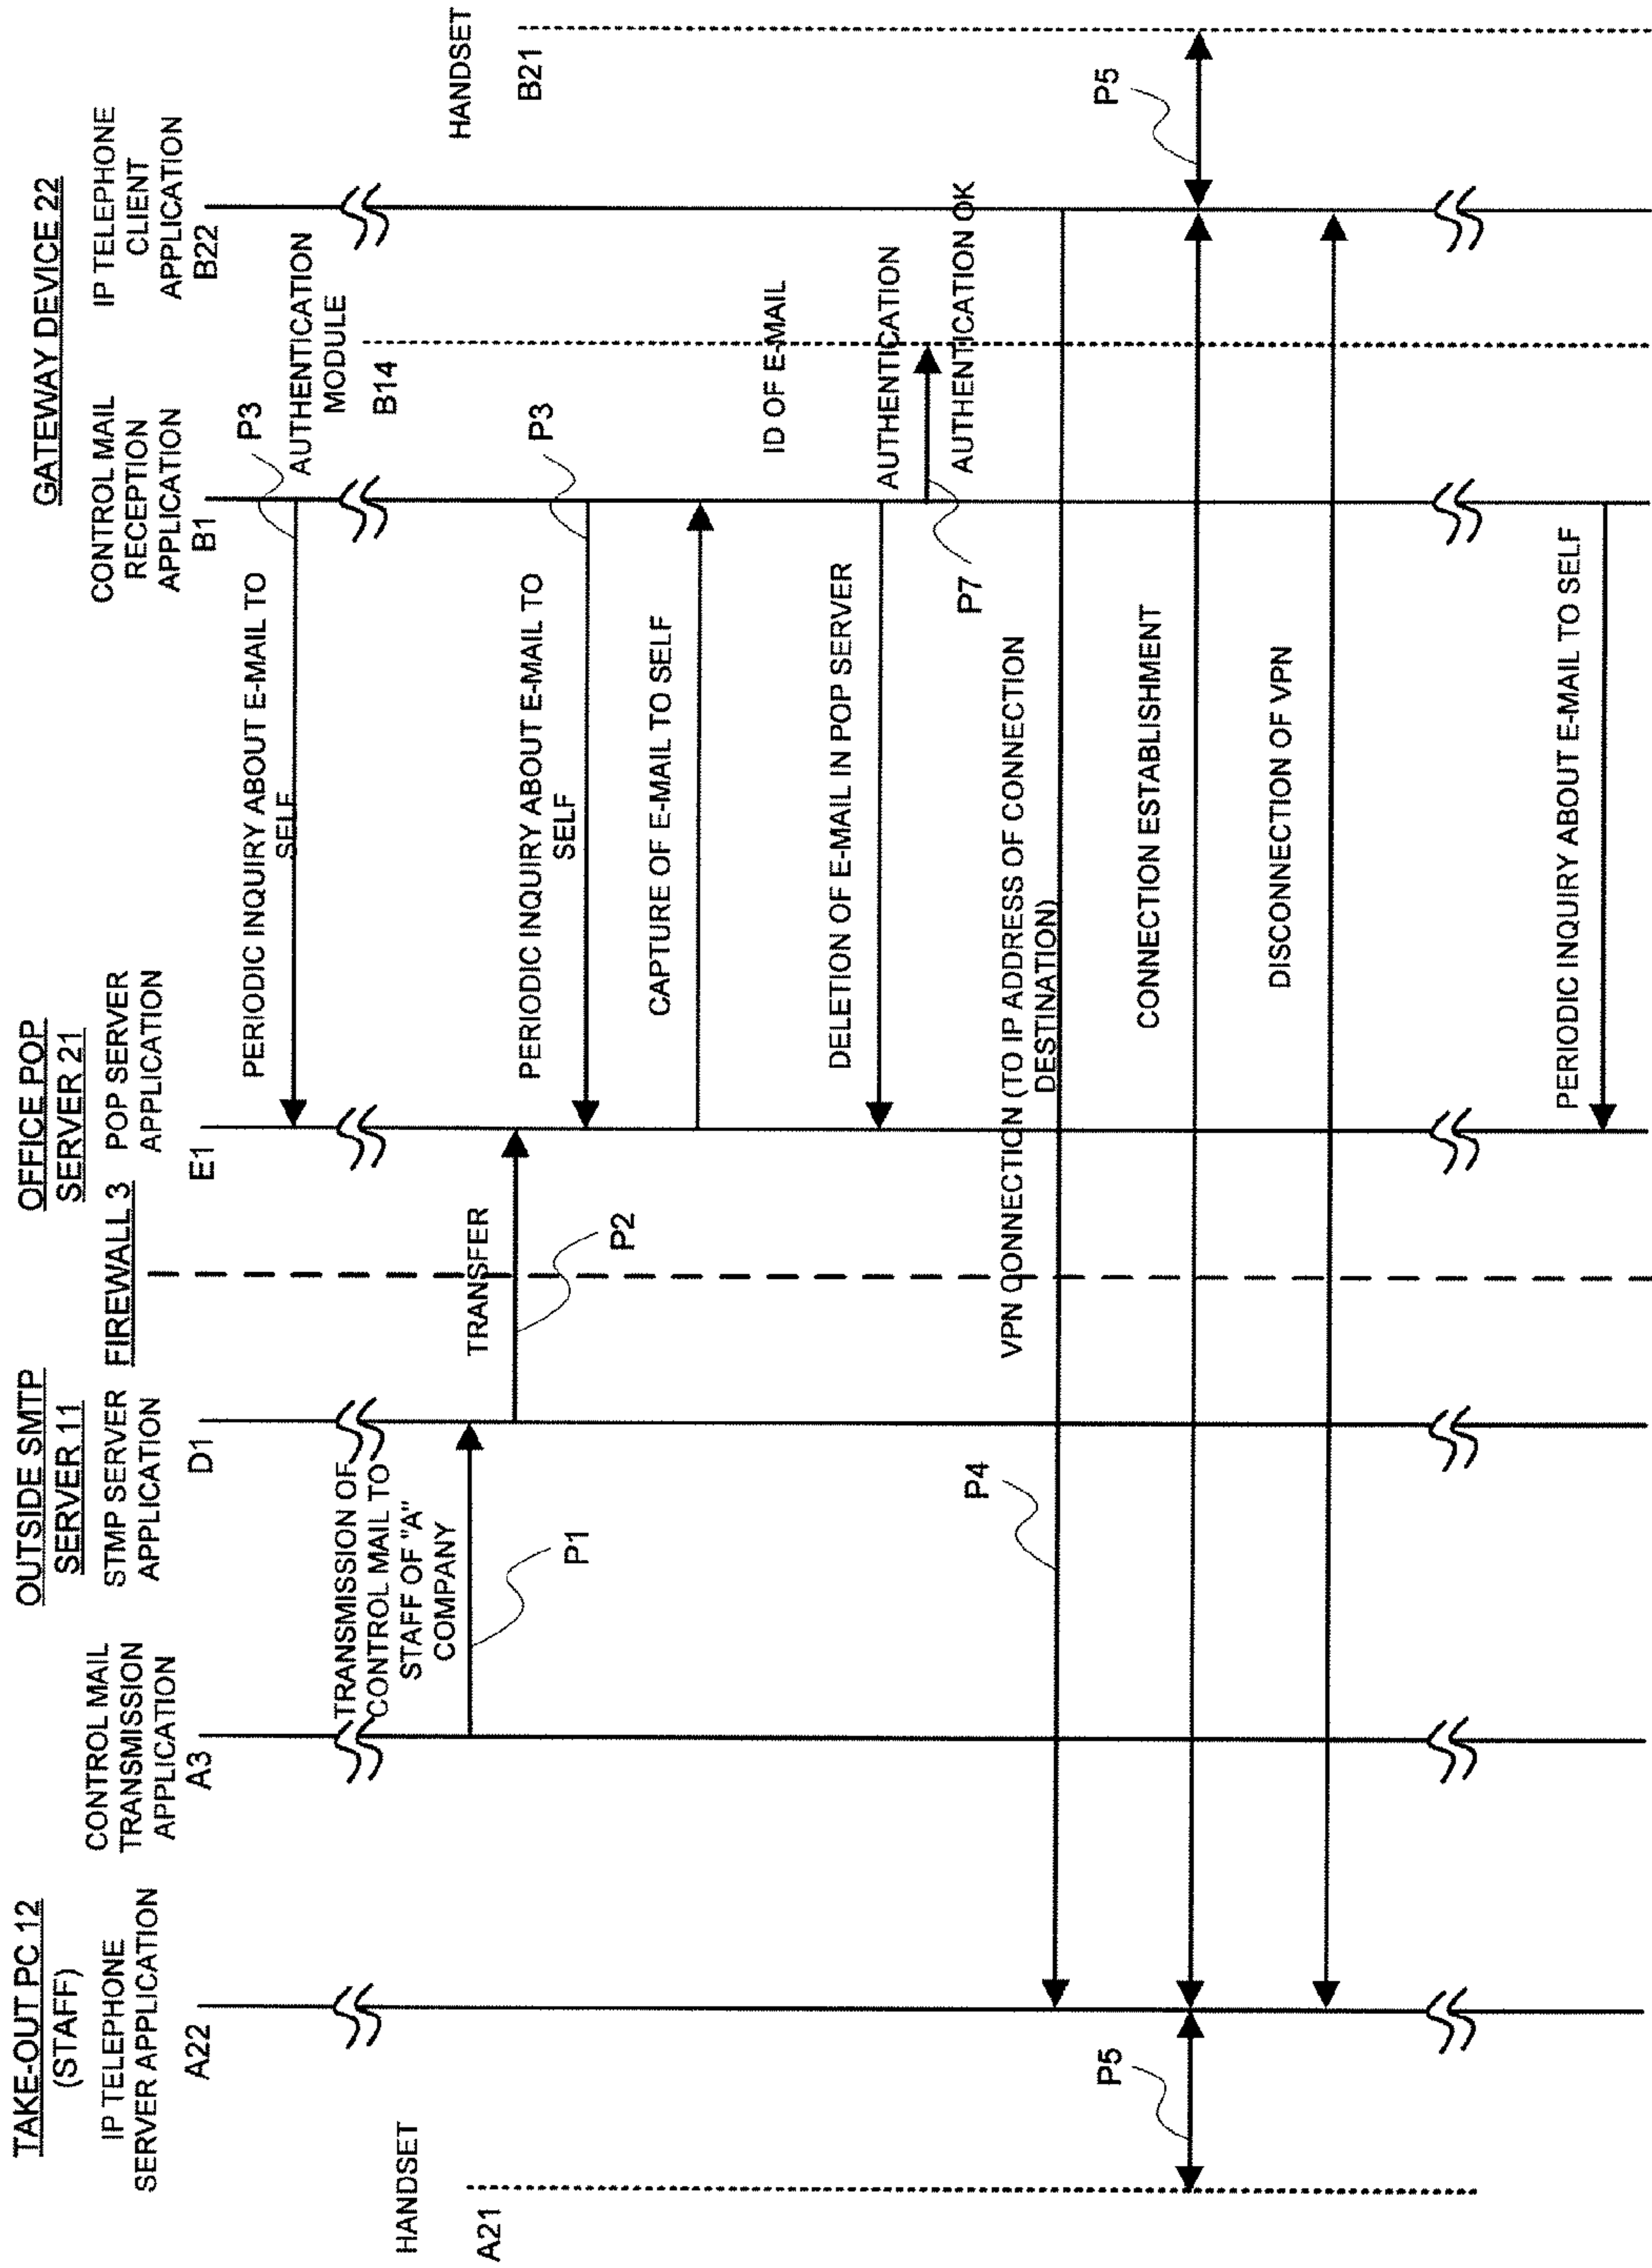 TAKE-OUT PC 12
(STAFF)
IP TELEPHONE
SERVER APPLICATION
A22
HANDSET
A21
CONTROL MAIL
TRANSMISSION
APPLICATION
A3
OUTSIDE SMTP
SERVER 11
STMP SERVER
APPLICATION
D1
FIREWALL 3
OFFICE POP
SERVER 21
POP SERVER
APPLICATION
E1
GATEWAY DEVICE 22
CONTROL MAIL
RECEPTION
APPLICATION
B1
AUTHENTICATION
MODULE
B14
IP TELEPHONE
CLIENT
APPLICATION
B22
HANDSET
B21
PERIODIC INQUIRY ABOUT E-MAIL TO
SELF
P3
TRANSMISSION OF
CONTROL MAIL TO
STAFF OF "A"
COMPANY
P1
TRANSFER
P2
PERIODIC INQUIRY ABOUT E-MAIL TO
SELF
P3
CAPTURE OF E-MAIL TO SELF
ID OF E-MAIL
DELETION OF E-MAIL IN POP SERVER
AUTHENTICATION
P7
AUTHENTICATION OK
VPN CONNECTION (TO IP ADDRESS OF CONNECTION
DESTINATION)
P4
CONNECTION ESTABLISHMENT
P5
P5
DISCONNECTION OF VPN
PERIODIC INQUIRY ABOUT E-MAIL TO SELF